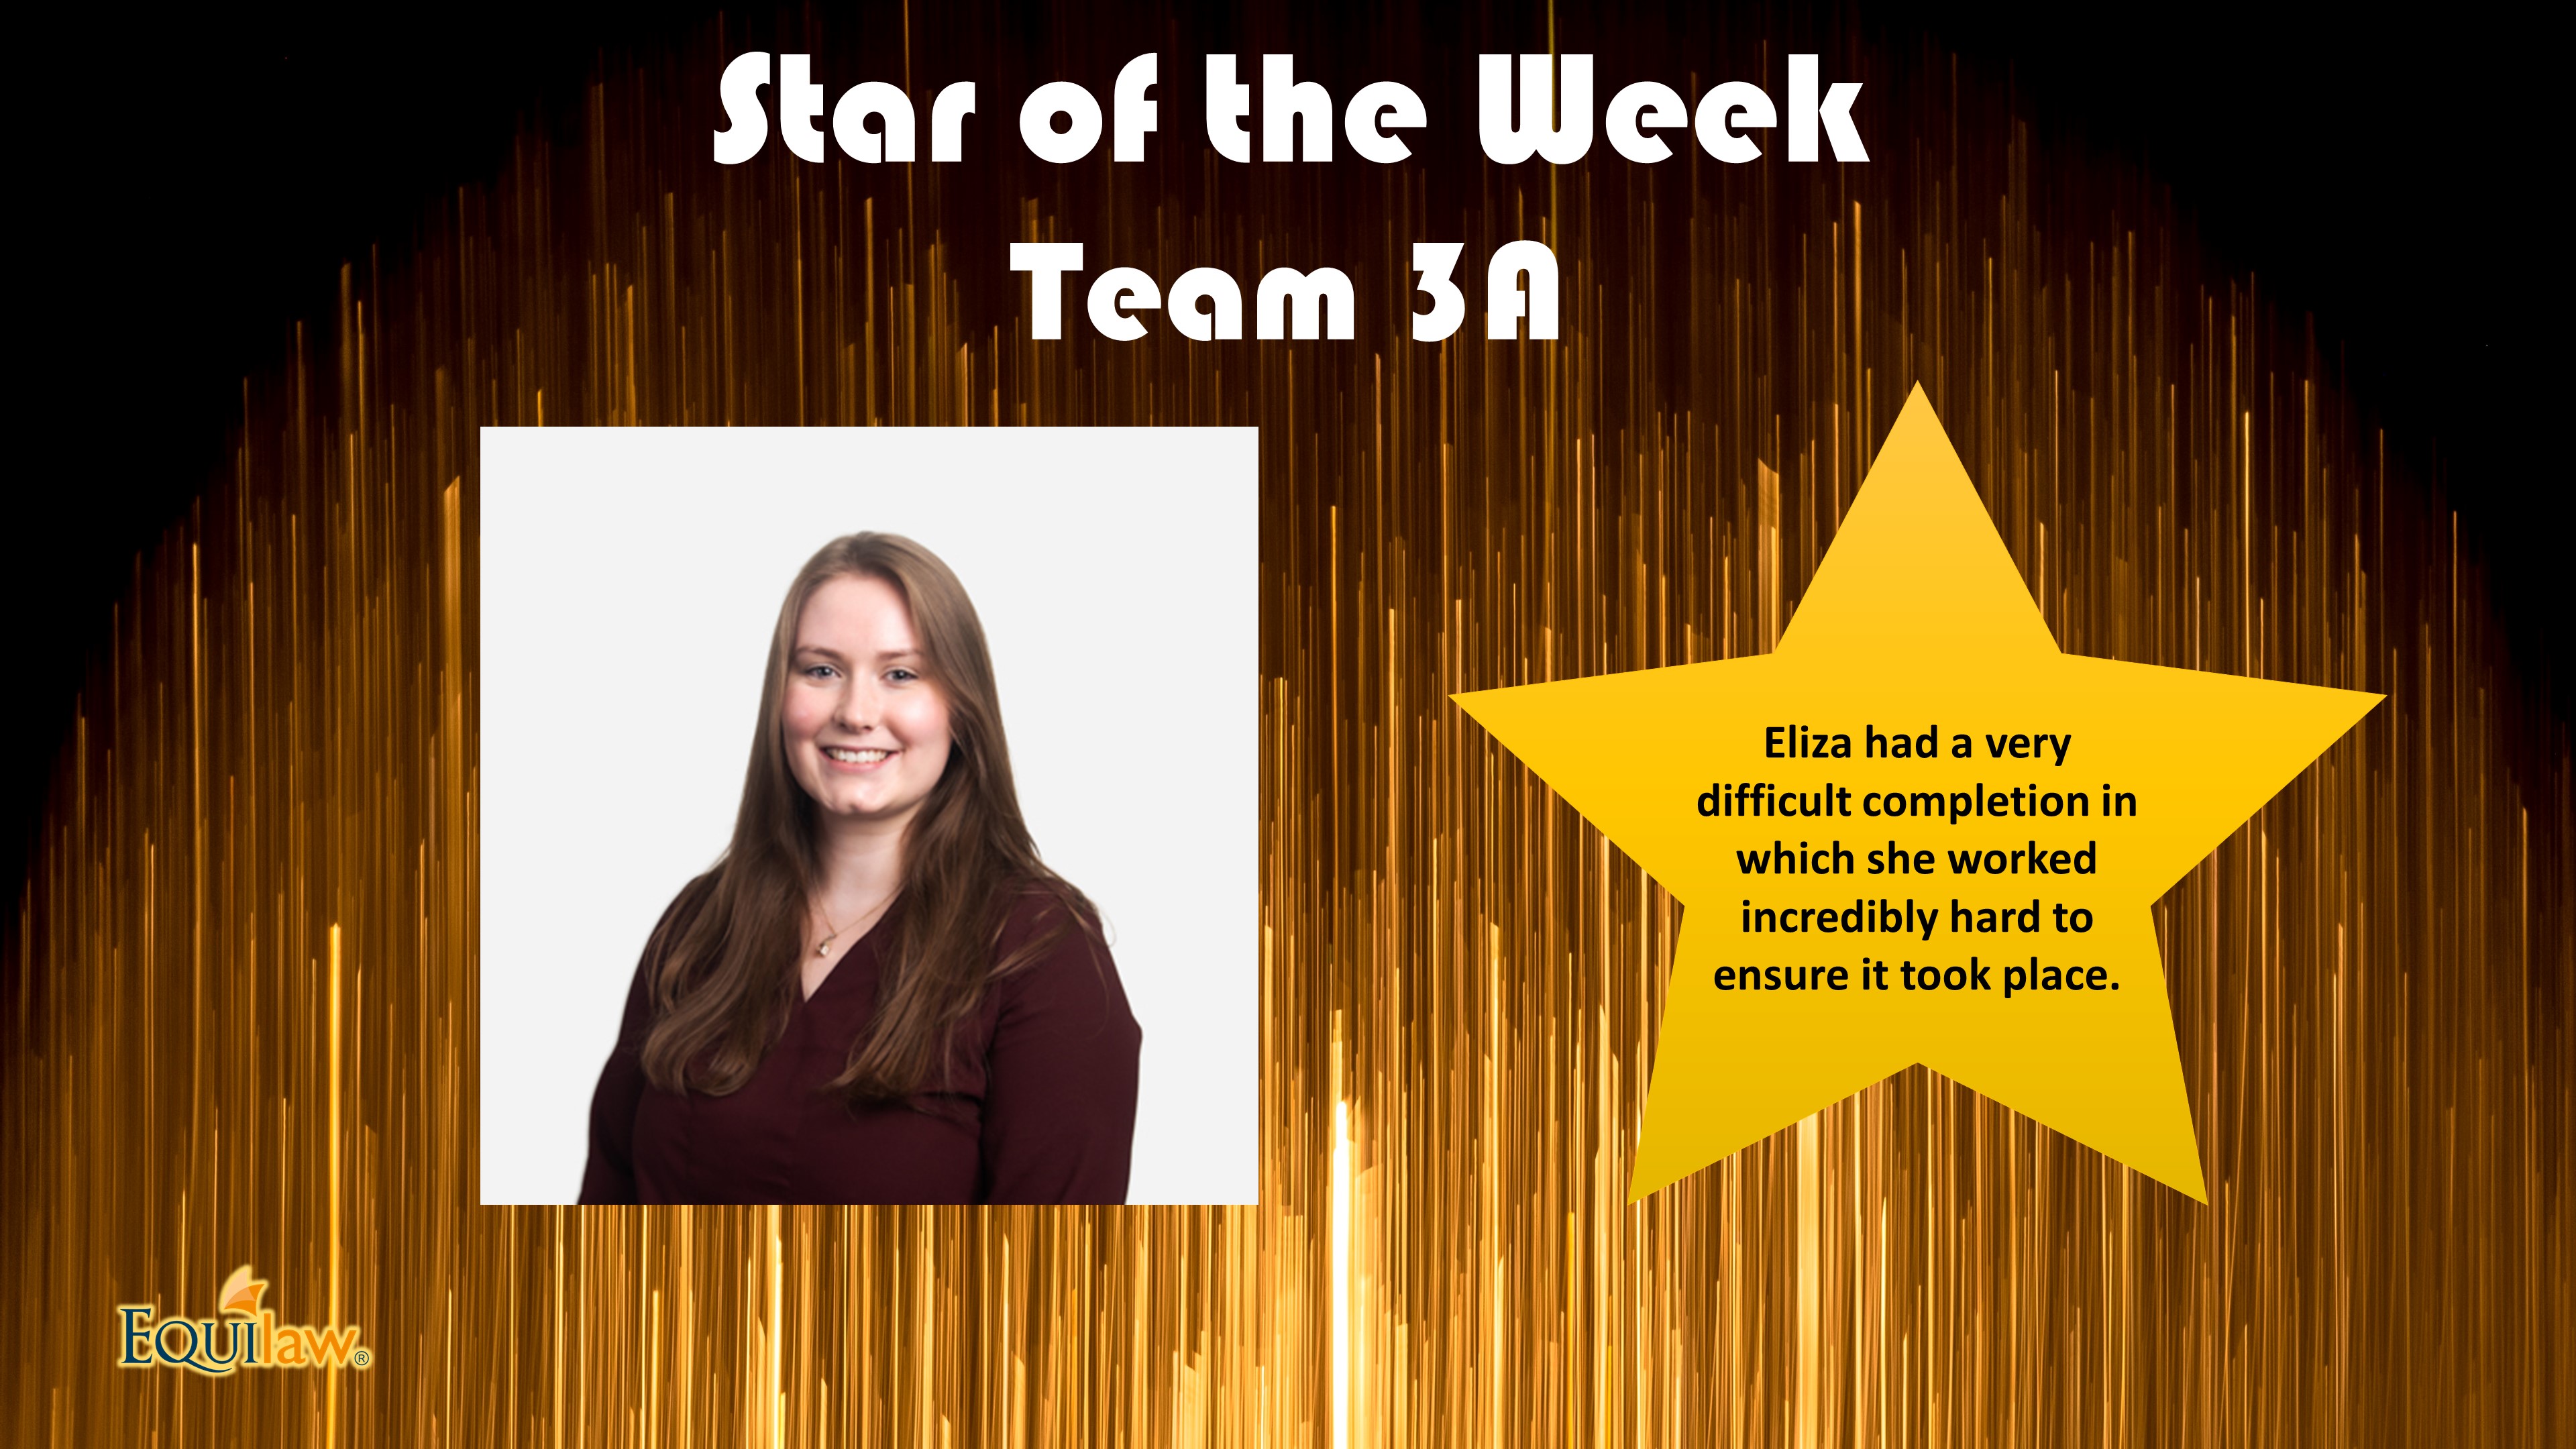 Star of the Week
Team 3A
Eliza had a very
difficult completion in
which she worked
incredibly hard to
ensure it took place.
EQUIlaw®